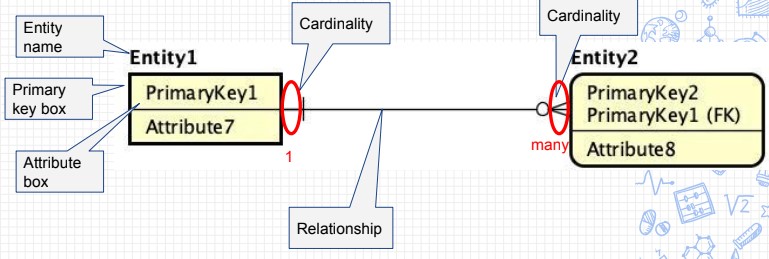 Entity
name
Cardinality
Cardinality
Entity1
Entity2
Primary
key box
PrimaryKey1
Attribute7
PrimaryKey2
PrimaryKey1 (FK)
Attribute8
1
many
Attribute
box
Relationship
√2